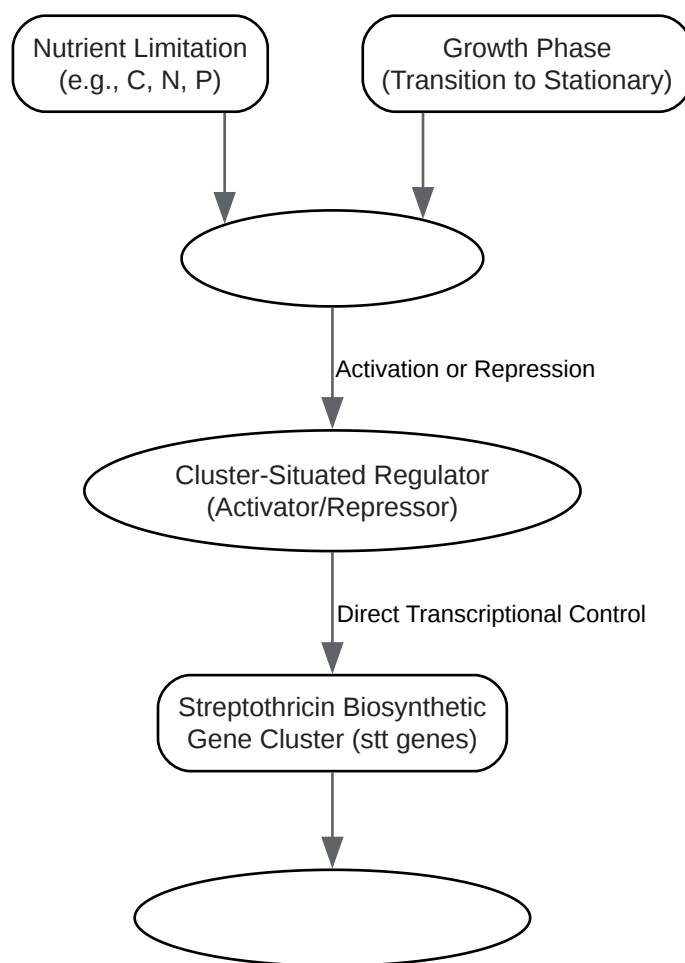 Nutrient Limitation
(e.g., C, N, P)
Growth Phase
(Transition to Stationary)
Activation or Repression
Cluster-Situated Regulator
(Activator/Repressor)
Direct Transcriptional Control
Streptothricin Biosynthetic
Gene Cluster (stt genes)